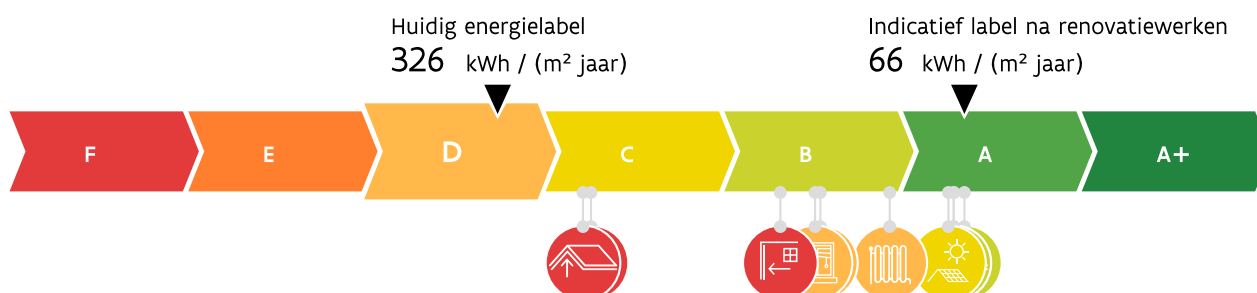 Huidig energielabel
326 kWh / (m² jaar)
Indicatief label na renovatiewerken
66 kWh / (m² jaar)
F E D C B A A+